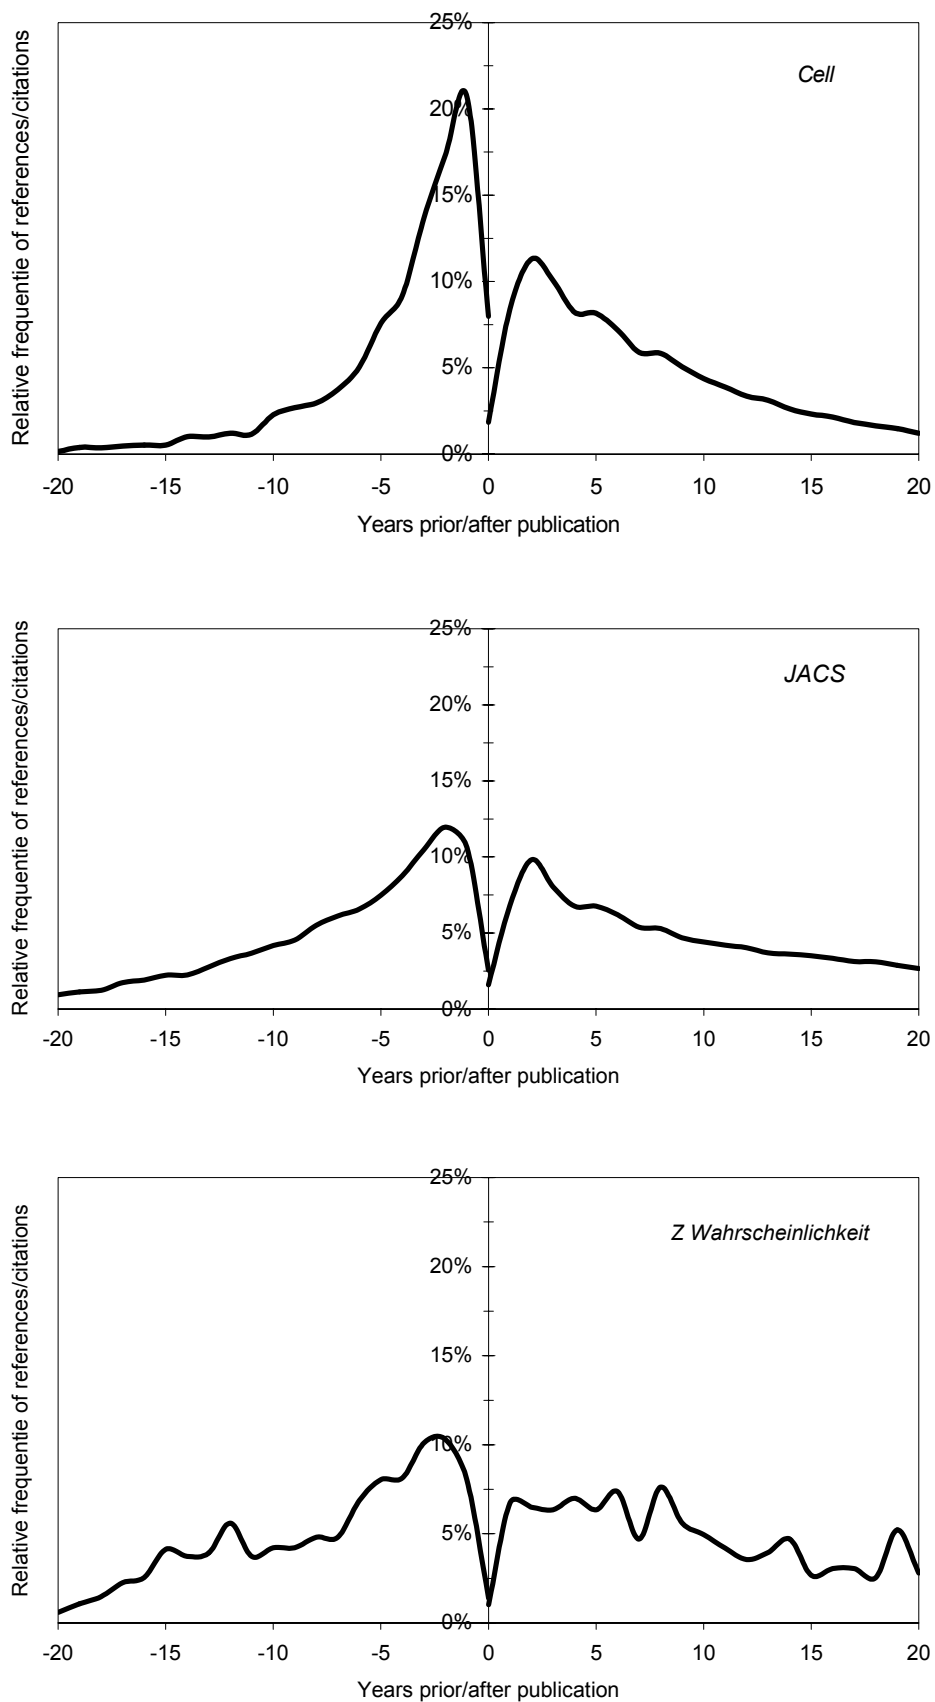 25%
Relative frequentie of references/citations
Cell
20%
15%
10%
5%
0%
-20 -15 -10 -5 0 5 10 15 20
Years prior/after publication
25%
Relative frequentie of references/citations
JACS
20%
15%
10%
5%
0%
-20 -15 -10 -5 0 5 10 15 20
Years prior/after publication
25%
Relative frequentie of references/citations
Z Wahrscheinlichkeit
20%
15%
10%
5%
0%
-20 -15 -10 -5 0 5 10 15 20
Years prior/after publication